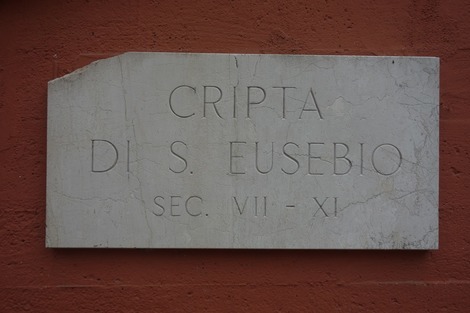 CRIPTA
DI S. EUSEBIO
SEC. VII - XI